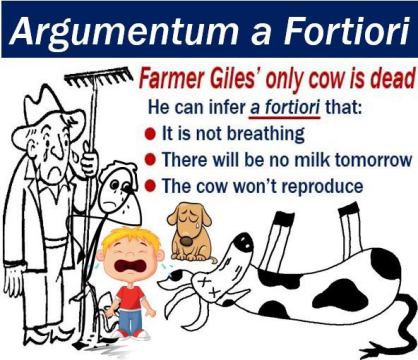 Argumentum a Fortiori
Farmer Giles' only cow is dead
He can infer a fortiori that:
It is not breathing
There will be no milk tomorrow
The cow won't reproduce